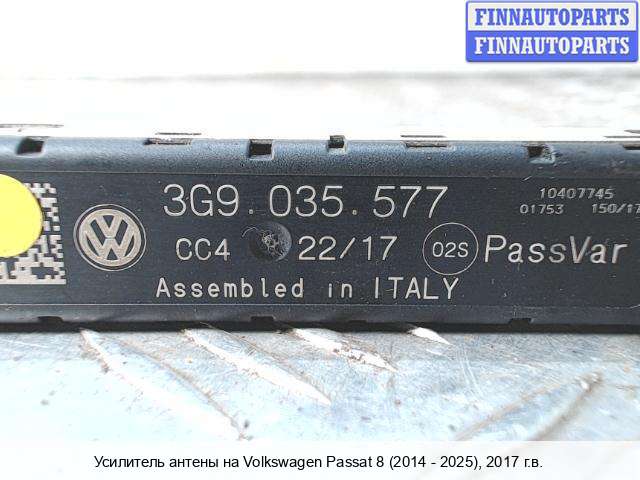 FINNAUTOPARTS
FINNAUTOPARTS
3G9.035.577
10407745
01753 150/17
CC4 22/17 02S PassVar
Assembled in ITALY
Усилитель антены на Volkswagen Passat 8 (2014 - 2025), 2017 г.в.